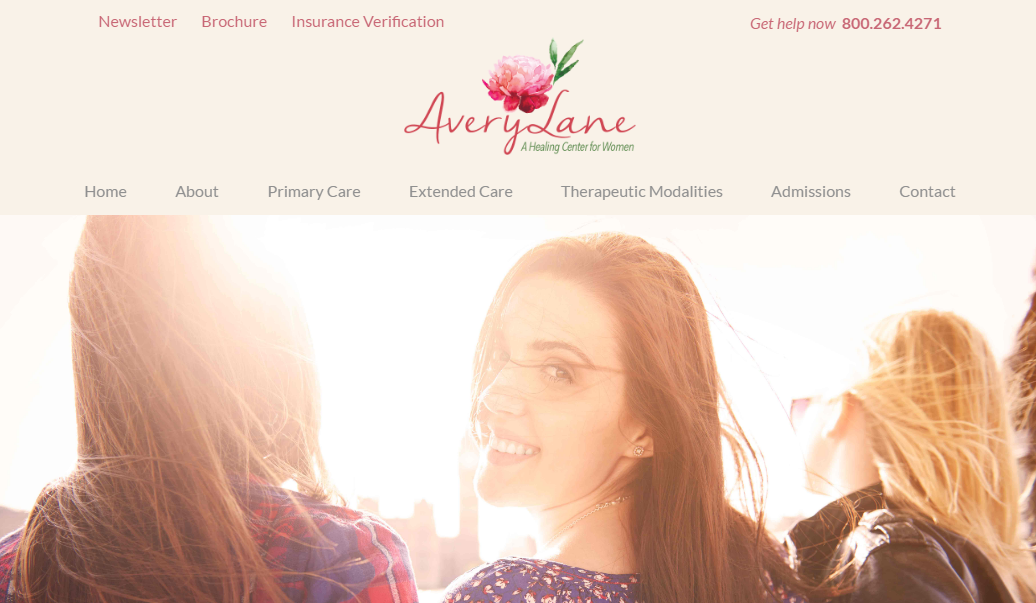 Newsletter Brochure Insurance Verification
Get help now 800.262.4271
AveryLane
A Healing Center for Women
Home About Primary Care Extended Care Therapeutic Modalities Admissions Contact